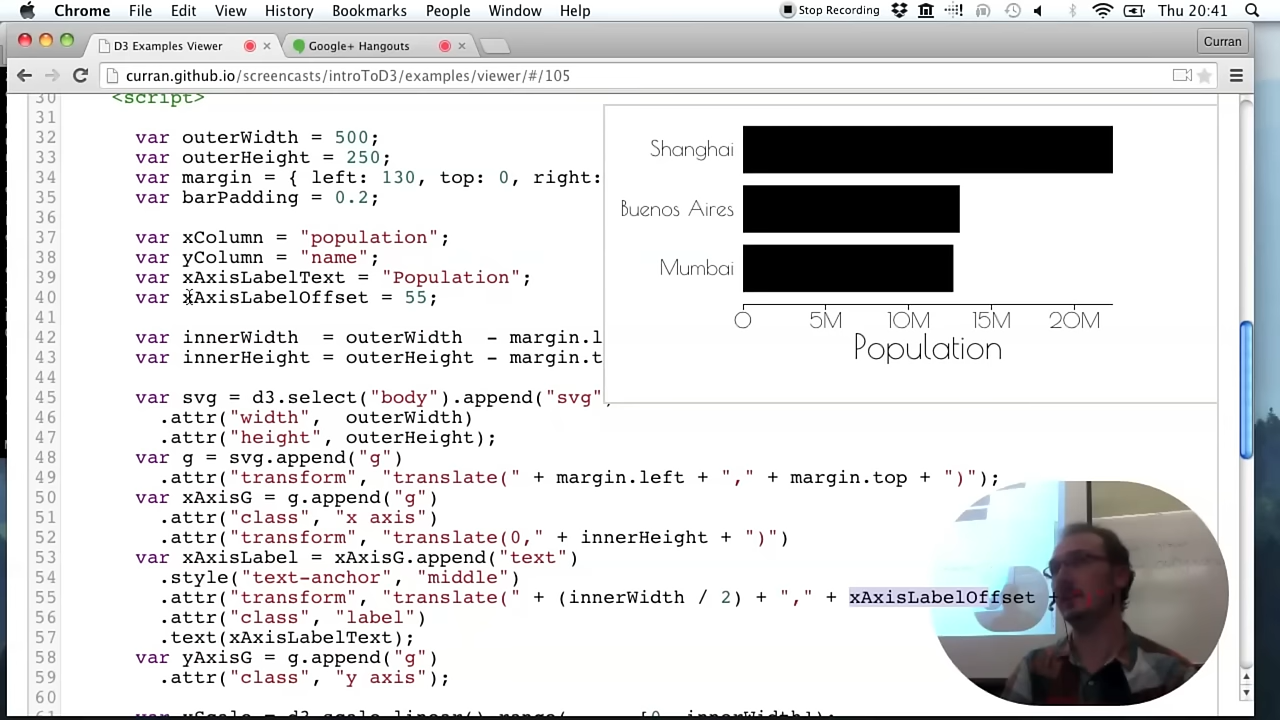 Chrome File Edit View History Bookmarks People Window Help Stop Recording Thu 20:41
D3 Examples Viewer × Google+ Hangouts × Curran
curran.github.io/screencasts/introToD3/examples/viewer/#/105
30 <script>
31
32 var outerWidth = 500;
33 var outerHeight = 250;
34 var margin = { left: 130, top: 0, right:
35 var barPadding = 0.2;
36
37 var xColumn = "population";
38 var yColumn = "name";
39 var xAxisLabelText = "Population";
40 var xAxisLabelOffset = 55;
41
42 var innerWidth  = outerWidth  - margin.l
43 var innerHeight = outerHeight - margin.t
44
45 var svg = d3.select("body").append("svg"
46 .attr("width",  outerWidth)
47 .attr("height", outerHeight);
48 var g = svg.append("g")
49 .attr("transform", "translate(" + margin.left + "," + margin.top + ")");
50 var xAxisG = g.append("g")
51 .attr("class", "x axis")
52 .attr("transform", "translate(0," + innerHeight + ")")
53 var xAxisLabel = xAxisG.append("text")
54 .style("text-anchor", "middle")
55 .attr("transform", "translate(" + (innerWidth / 2) + "," + xAxisLabelOffset +
56 .attr("class", "label")
57 .text(xAxisLabelText);
58 var yAxisG = g.append("g")
59 .attr("class", "y axis");
60
Shanghai
Buenos Aires
Mumbai
0 5M 10M 15M 20M
Population